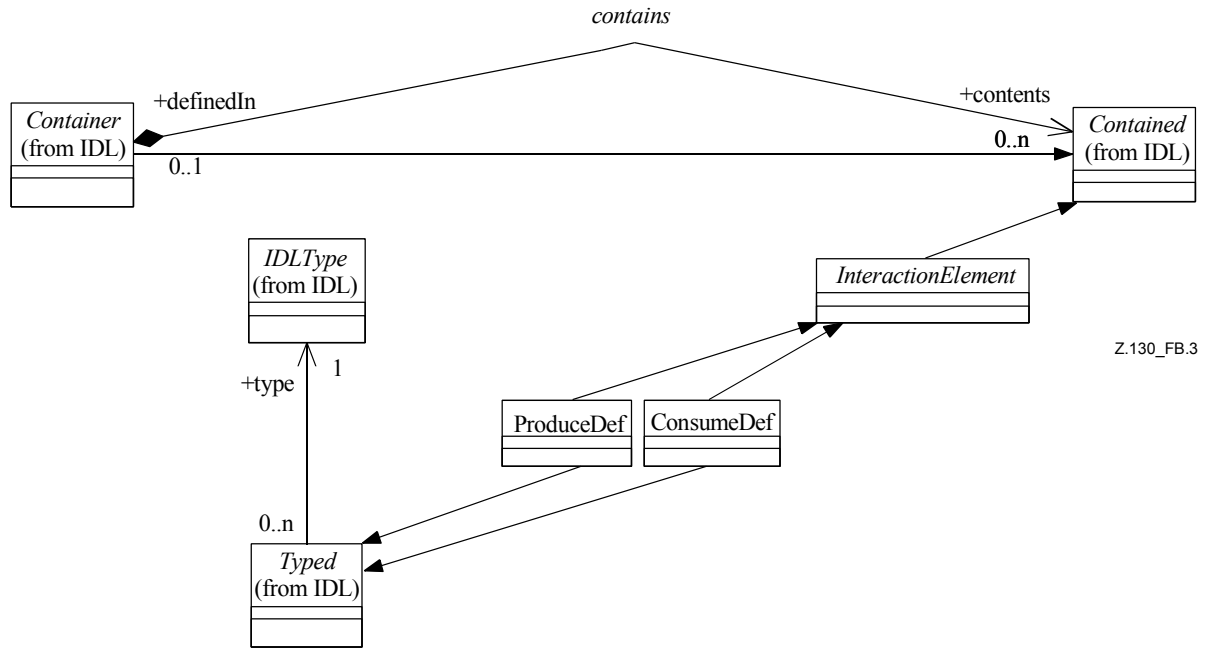 contains
+definedIn
+contents
Container
(from IDL)
Contained
(from IDL)
0..1
0..n
IDLType
(from IDL)
InteractionElement
Z.130_FB.3
1
+type
ProduceDef
ConsumeDef
0..n
Typed
(from IDL)